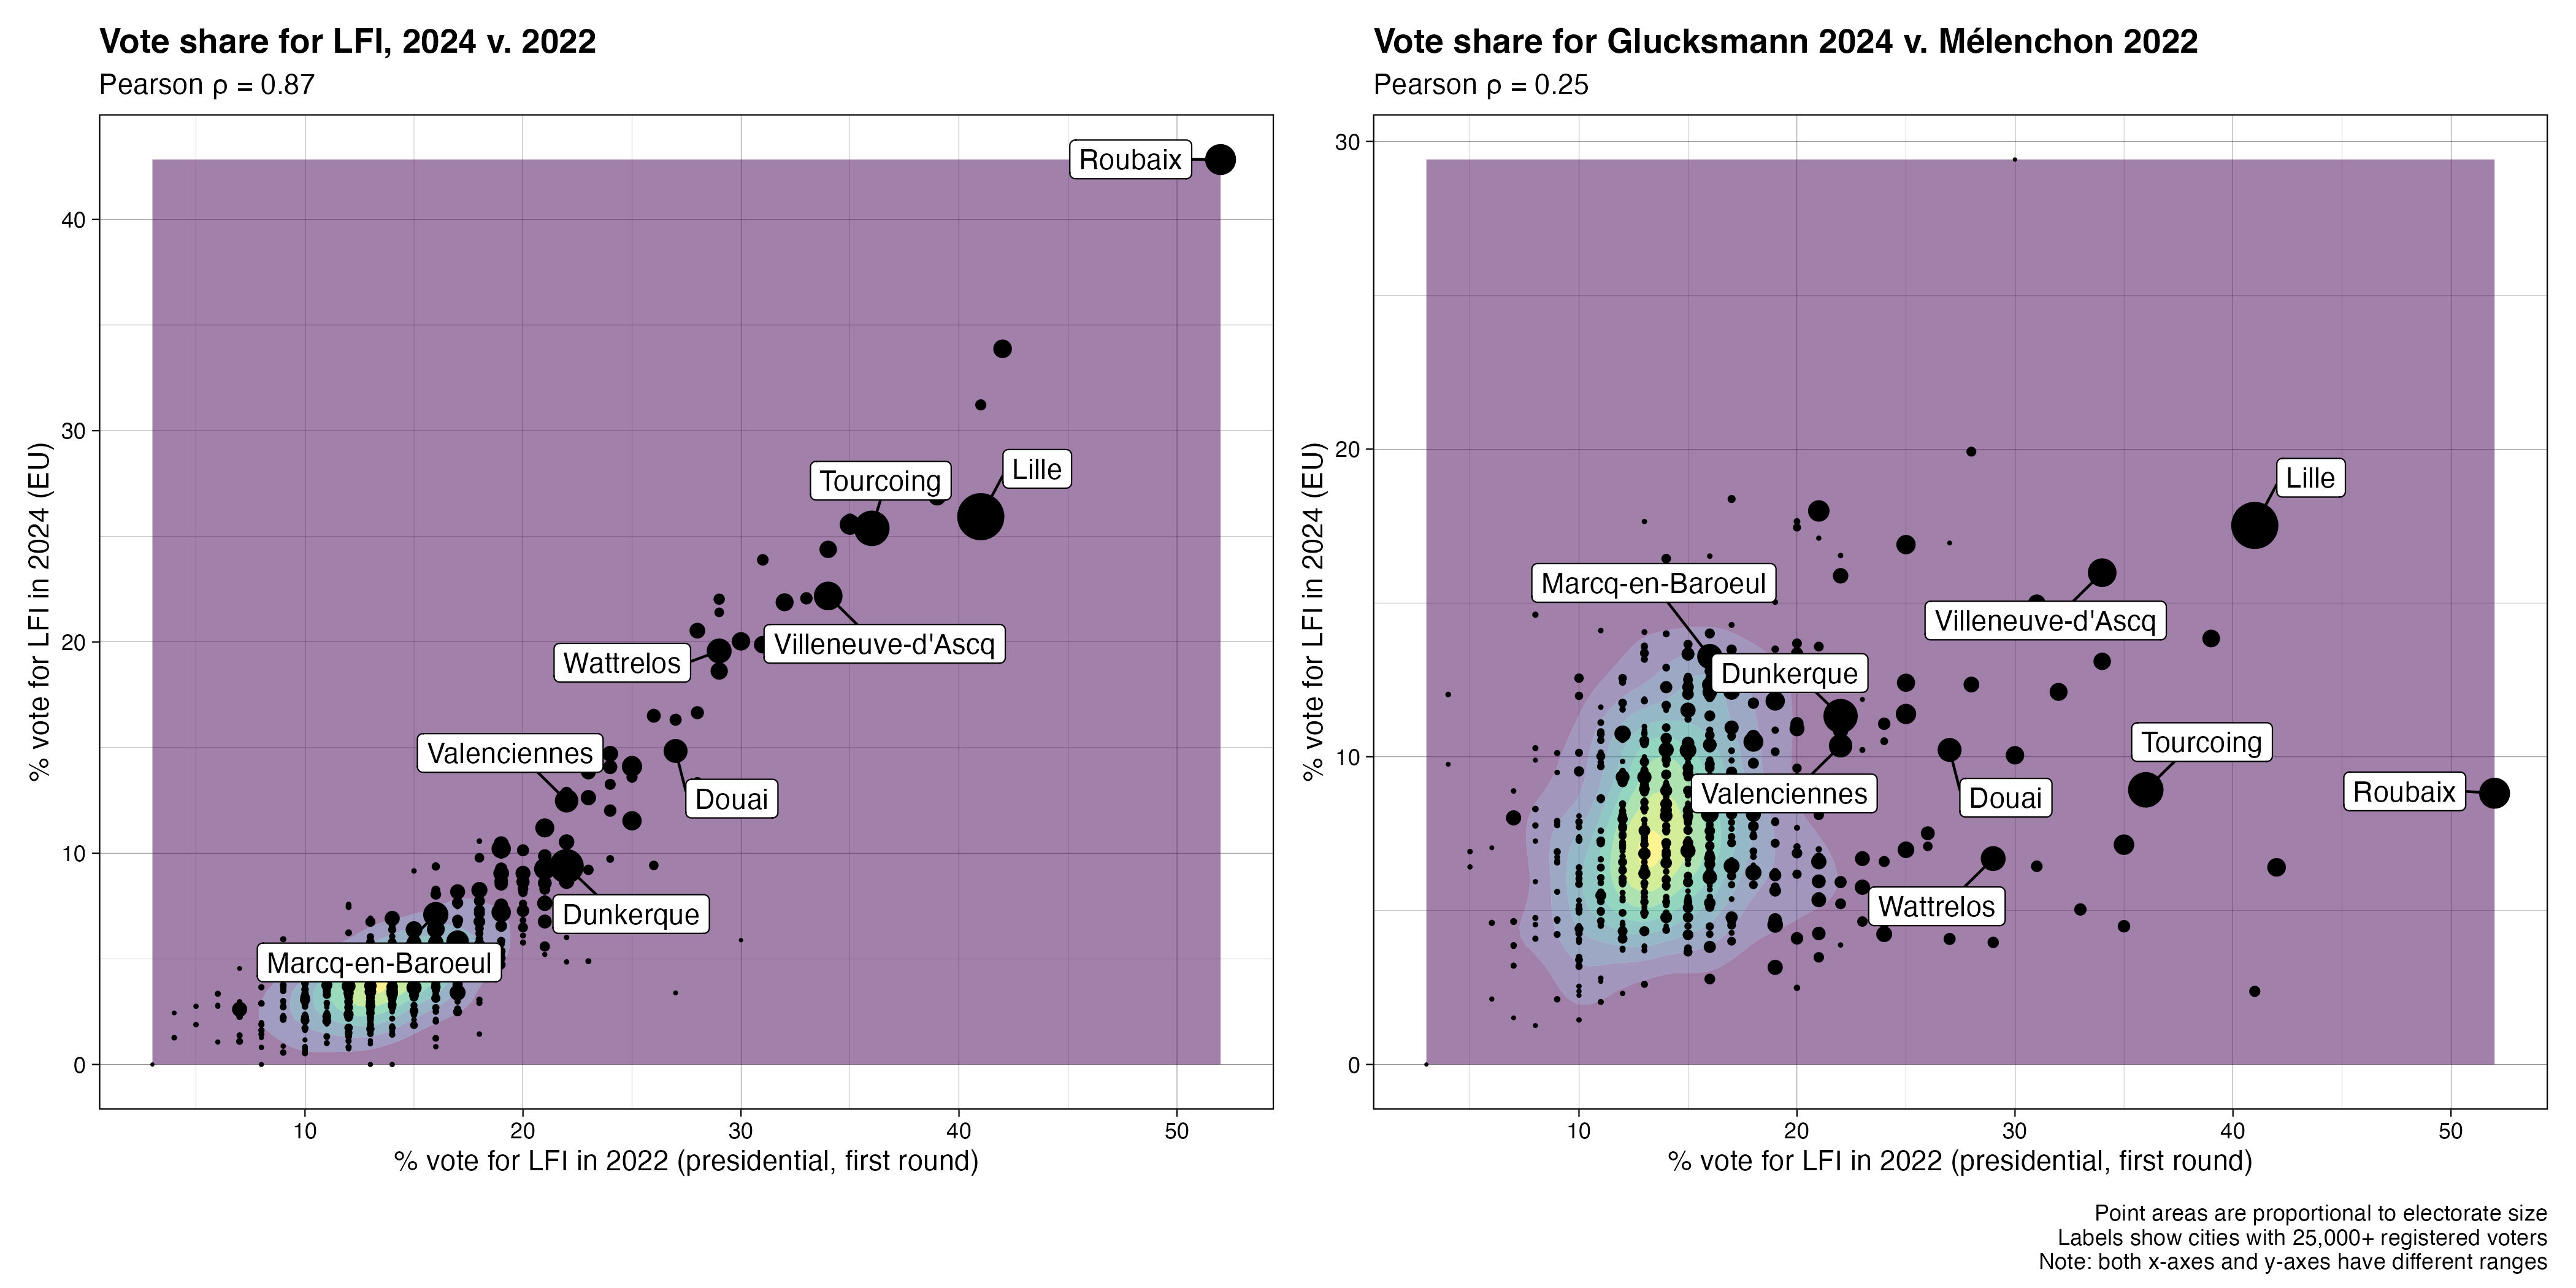 Vote share for LFI, 2024 v. 2022
Pearson ρ = 0.87
% vote for LFI in 2024 (EU)
40
30
20
10
0
Roubaix
Lille
Tourcoing
Villeneuve-d'Ascq
Wattrelos
Valenciennes
Douai
Dunkerque
Marcq-en-Baroeul
10 20 30 40 50
% vote for LFI in 2022 (presidential, first round)
Vote share for Glucksmann 2024 v. Mélenchon 2022
Pearson ρ = 0.25
% vote for LFI in 2024 (EU)
30
20
10
0
Lille
Marcq-en-Baroeul
Villeneuve-d'Ascq
Dunkerque
Tourcoing
Valenciennes
Douai
Roubaix
Wattrelos
10 20 30 40 50
% vote for LFI in 2022 (presidential, first round)
Point areas are proportional to electorate size
Labels show cities with 25,000+ registered voters
Note: both x-axes and y-axes have different ranges